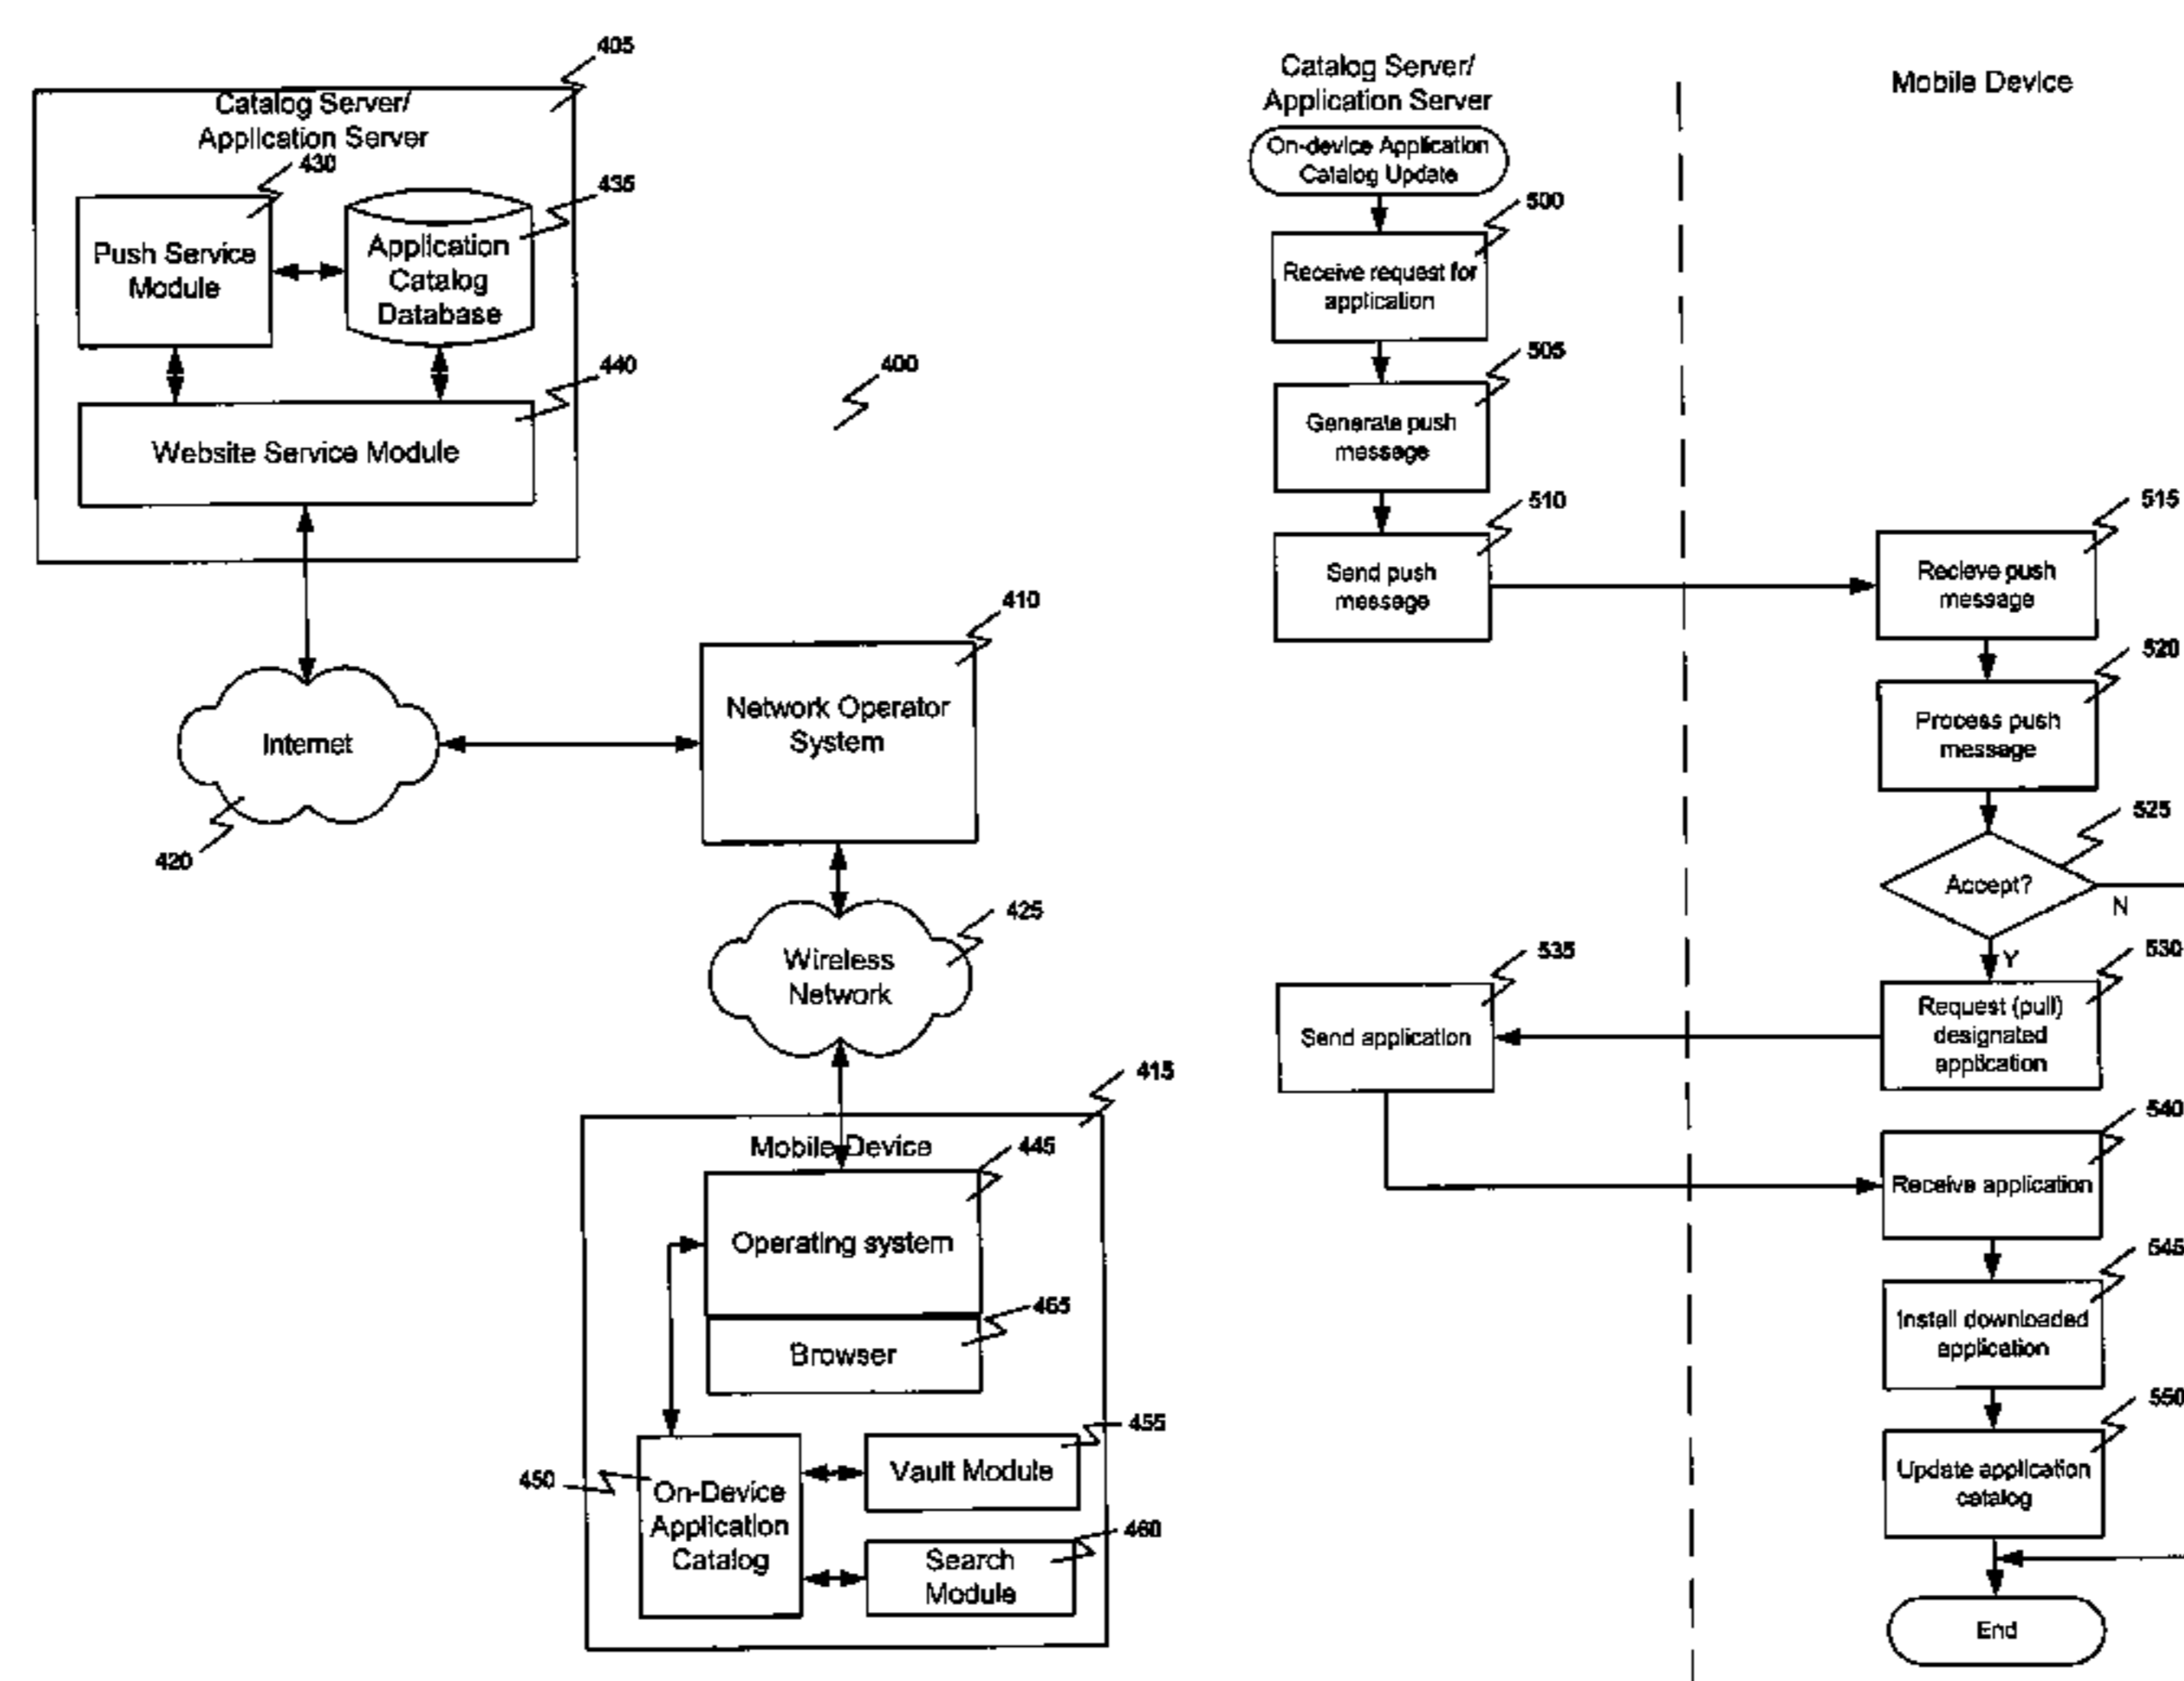 405
Catalog Server/
Application Server
430
435
Push Service
Module
Application
Catalog
Database
440
Website Service Module
400
410
Network Operator
System
Internet
420
425
Wireless
Network
415
Mobile Device
445
Operating system
465
Browser
455
Vault Module
450
On-Device
Application
Catalog
460
Search
Module
Catalog Server/
Application Server
Mobile Device
On-device Application
Catalog Update
500
Receive request for
application
505
Generate push
message
510
Send push
message
515
Recieve push
message
520
Process push
message
525
Accept?
N
Y
530
Request (pull)
designated
application
535
Send application
540
Receive application
545
Install downloaded
application
550
Update application
catalog
End